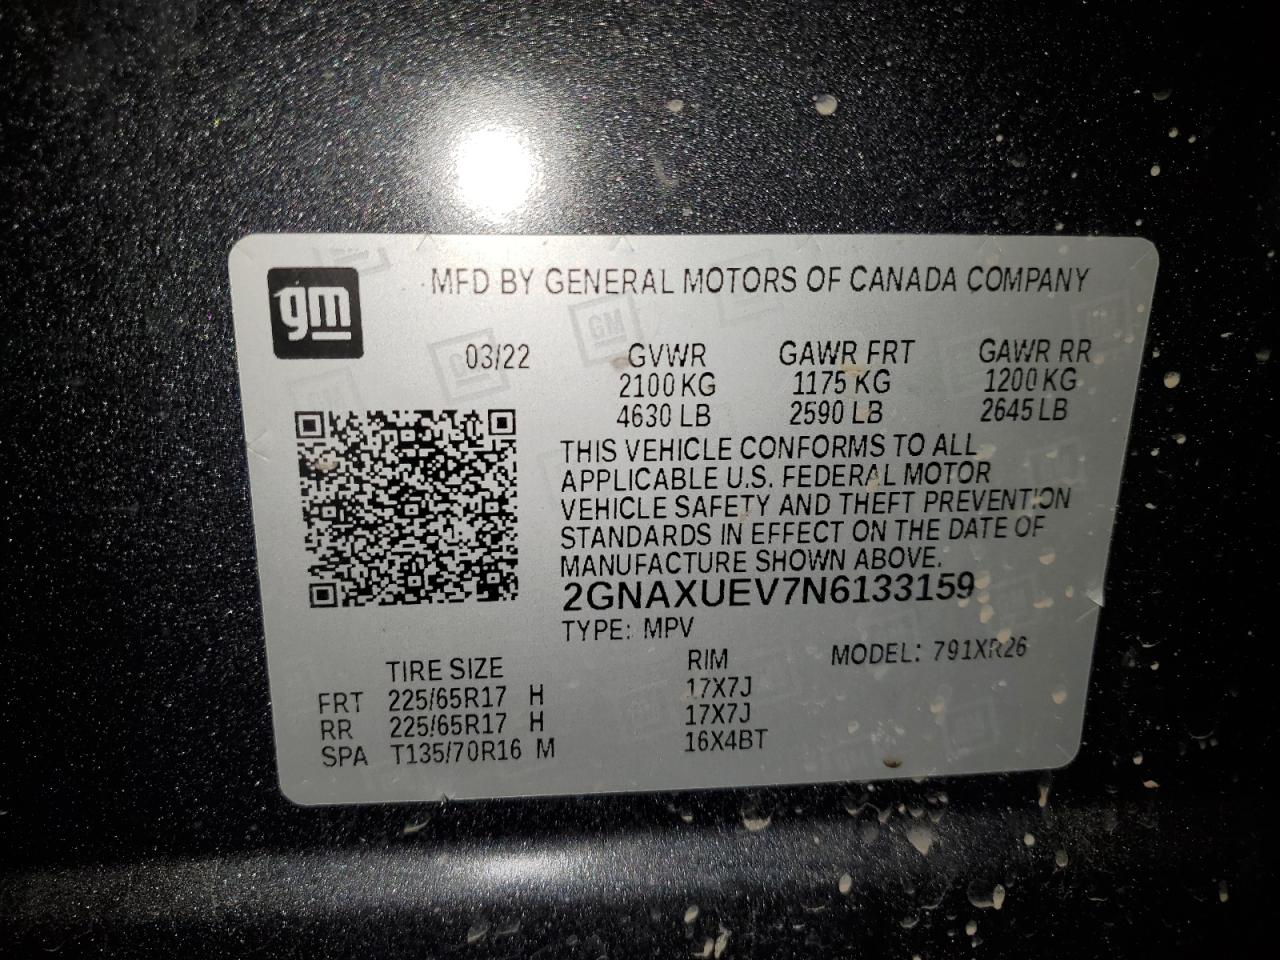 gm
MFD BY GENERAL MOTORS OF CANADA COMPANY
03/22 GVWR GAWR FRT GAWR RR
2100 KG 1175 KG 1200 KG
4630 LB 2590 LB 2645 LB
THIS VEHICLE CONFORMS TO ALL
APPLICABLE U.S. FEDERAL MOTOR
VEHICLE SAFETY AND THEFT PREVENTION
STANDARDS IN EFFECT ON THE DATE OF
MANUFACTURE SHOWN ABOVE.
2GNAXUEV7N6133159
TYPE: MPV
MODEL: 791XR26
TIRE SIZE RIM
FRT 225/65R17 H 17X7J
RR 225/65R17 H 17X7J
SPA T135/70R16 M 16X4BT